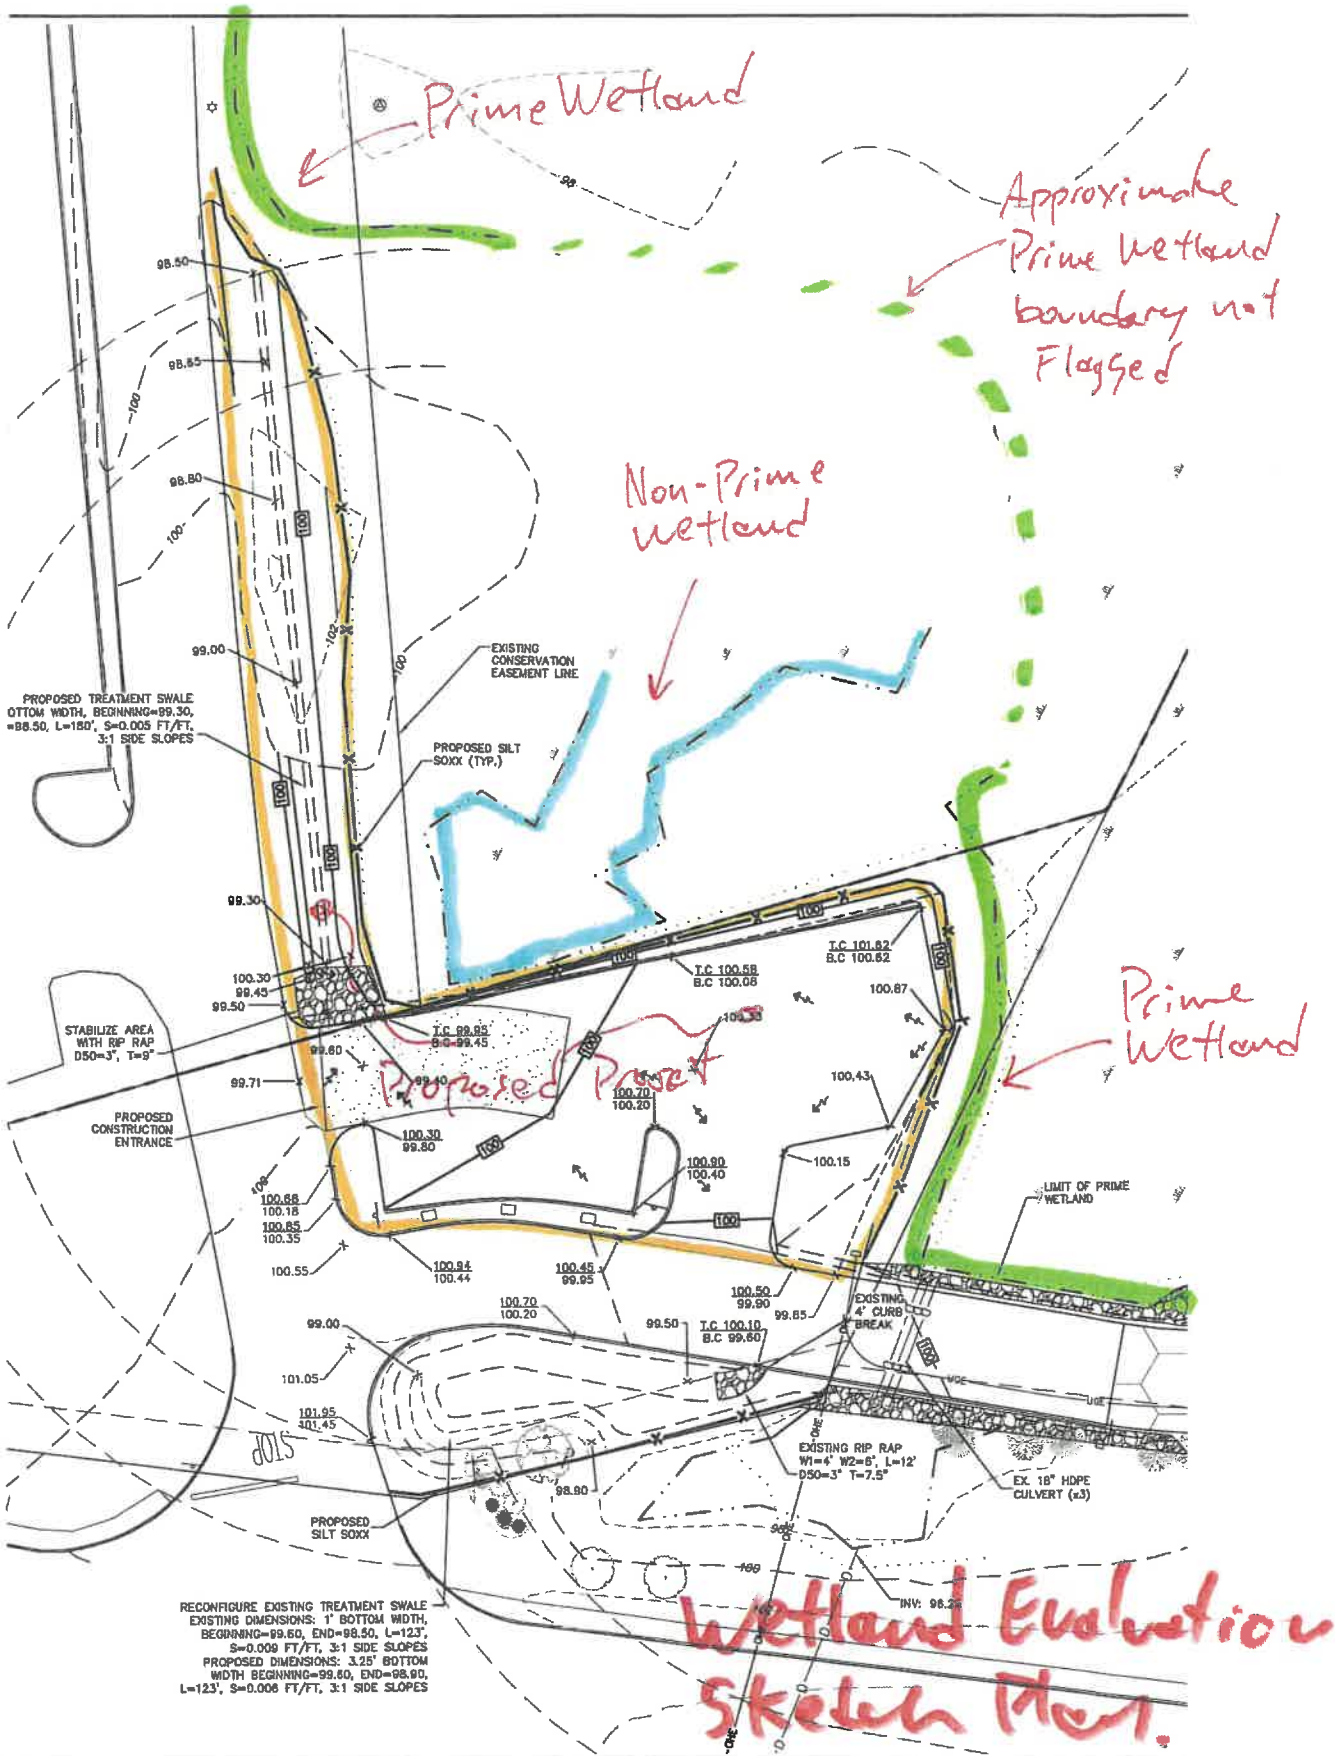 Prime Wetland
98
Approximate
Prime Wetland
boundary not
Flagged
98.50
98.65
100
98.80
100
100
Non-Prime
Wetland
102
100
99.00
EXISTING
CONSERVATION
EASEMENT LINE
PROPOSED TREATMENT SWALE
OTTOM WIDTH, BEGINNING=99.30,
=98.50, L=160', S=0.005 FT/FT,
3:1 SIDE SLOPES
PROPOSED SILT
SOXX (TYP.)
100
100
99.30
100
T.C 101.62
B.C 100.62
100
T.C 100.58
B.C 100.08
100
100.87
100.30
99.45
99.50
STABILIZE AREA
WITH RIP RAP
D50=3", T=9"
T.C 99.95
B.C 99.45
Prime
Wetland
99.60
100
99.71
99.40
Proposed Project
100.43
100.70
100.20
PROPOSED
CONSTRUCTION
ENTRANCE
100.30
99.80
100
100.90
100.40
100.15
LIMIT OF PRIME
WETLAND
100
100.68
100.18
100.85
100.35
100
100.55
100.94
100.44
100.45
99.95
100.50
99.90
99.65
EXISTING
4' CURB
BREAK
100.70
100.20
99.00
99.50
T.C 100.10
B.C 99.60
100
101.05
UGE
UGE
101.95
101.45
STOP
OHE
EXISTING RIP RAP
W1=4' W2=6', L=12'
D50=3" T=7.5"
EX. 18" HDPE
CULVERT (x3)
98.90
PROPOSED
SILT SOXX
98
100
RECONFIGURE EXISTING TREATMENT SWALE
EXISTING DIMENSIONS: 1' BOTTOM WIDTH,
BEGINNING=99.60, END=98.50, L=123',
S=0.009 FT/FT, 3:1 SIDE SLOPES
PROPOSED DIMENSIONS: 3.25' BOTTOM
WIDTH BEGINNING=99.60, END=98.90,
L=123', S=0.006 FT/FT, 3:1 SIDE SLOPES
INV:
Wetland Evaluation
Sketch Plan.
OHE